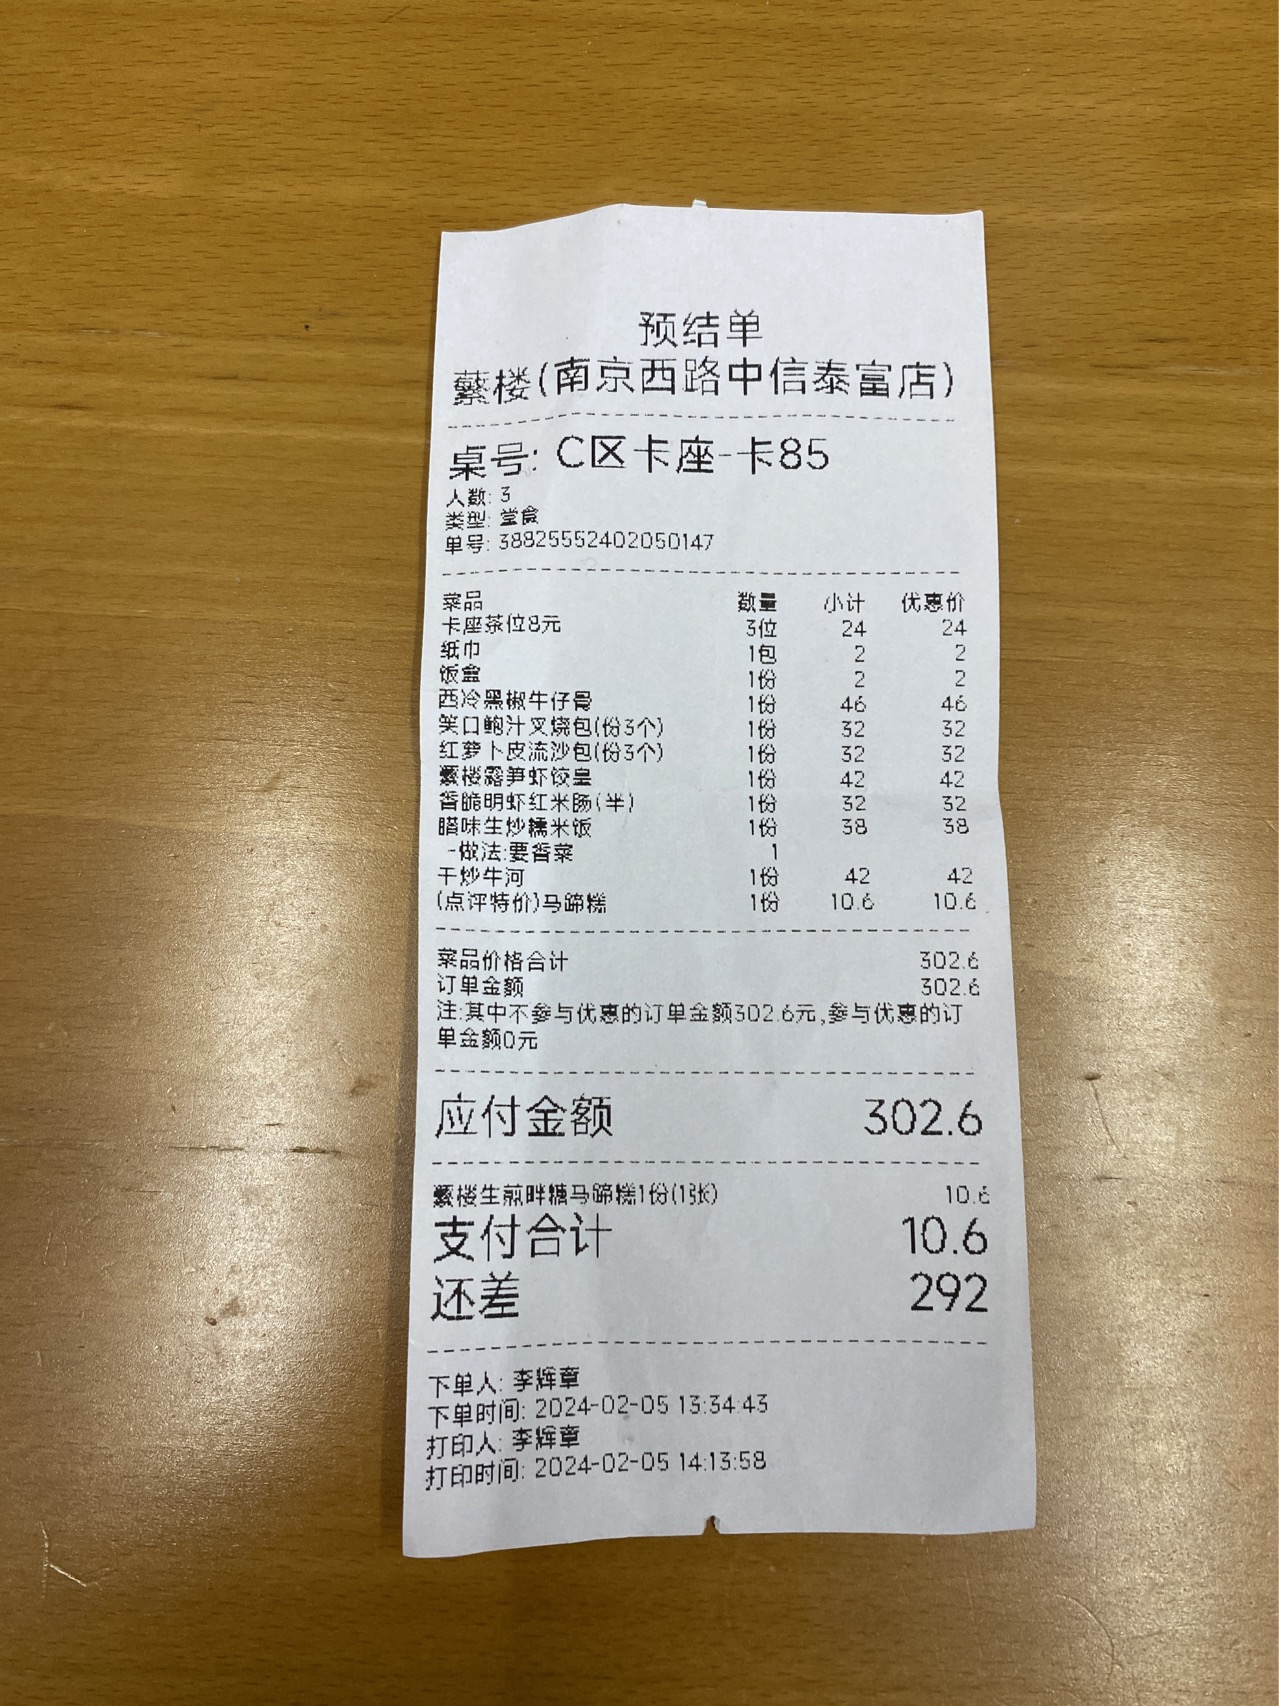 预结单
蘩楼(南京西路中信泰富店)
桌号: C区卡座-卡85
人数: 3
类型: 堂食
单号: 38825552402050147
菜品 数量 小计 优惠价
卡座茶位8元 3位 24 24
纸巾 1包 2 2
饭盒 1份 2 2
西冷黑椒牛仔骨 1份 46 46
笑口鲍汁叉烧包(份3个) 1份 32 32
红萝卜皮流沙包(份3个) 1份 32 32
蘩楼露笋虾饺皇 1份 42 42
香脆明虾红米肠(半) 1份 32 32
腊味生炒糯米饭 1份 38 38
-做法:要香菜 1
干炒牛河 1份 42 42
(点评特价)马蹄糕 1份 10.6 10.6
菜品价格合计 302.6
订单金额 302.6
注:其中不参与优惠的订单金额302.6元,参与优惠的订
单金额0元
应付金额 302.6
蘩楼生煎畔塘马蹄糕1份(1张) 10.6
支付合计 10.6
还差 292
下单人: 李辉章
下单时间: 2024-02-05 13:34:43
打印人: 李辉章
打印时间: 2024-02-05 14:13:58